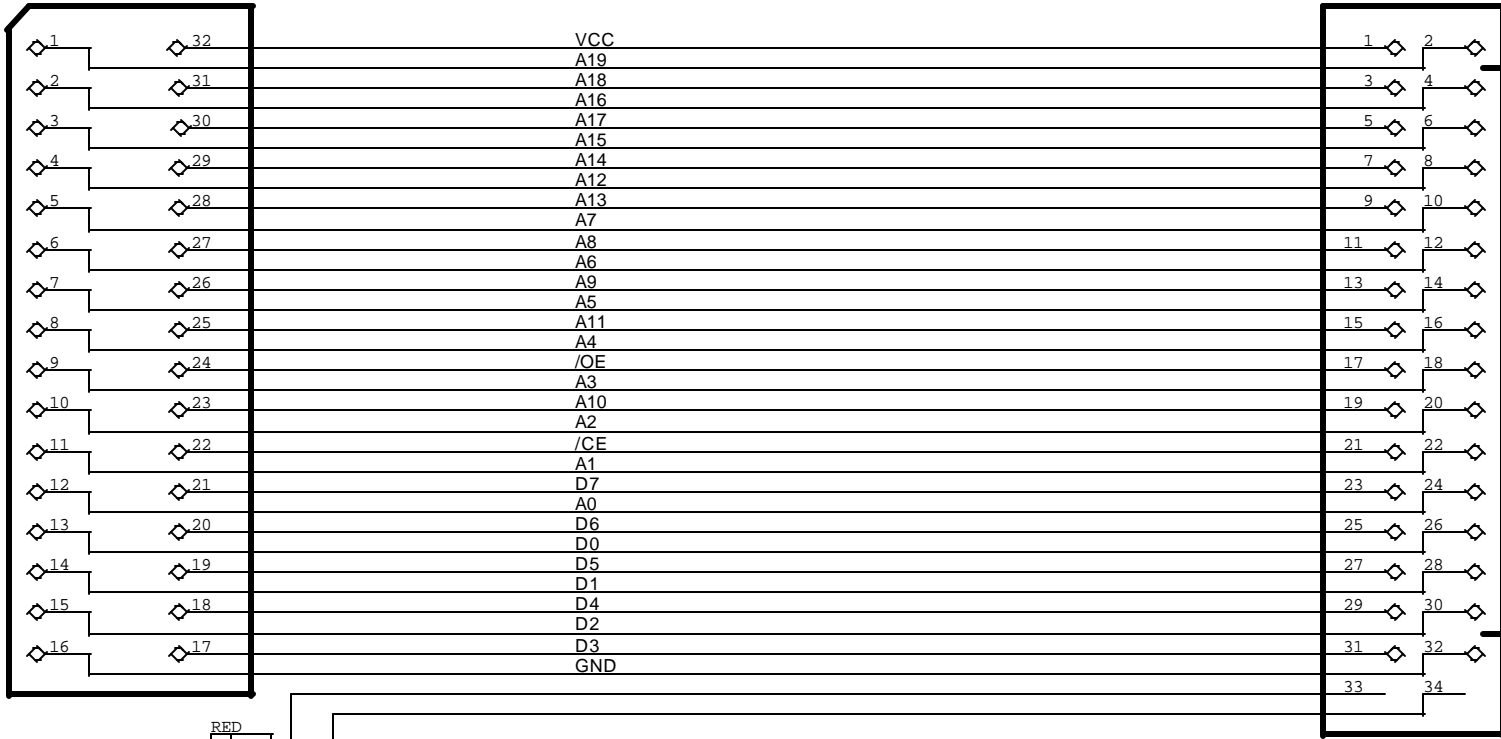 1 32 VCC 1 2
A19
2 31 A18 3 4
A16
3 30 A17 5 6
A15
4 29 A14 7 8
A12
5 28 A13 9 10
A7
6 27 A8 11 12
A6
7 26 A9 13 14
A5
8 25 A11 15 16
A4
9 24 /OE 17 18
A3
10 23 A10 19 20
A2
11 22 /CE 21 22
A1
12 21 D7 23 24
A0
13 20 D6 25 26
D0
14 19 D5 27 28
D1
15 18 D4 29 30
D2
16 17 D3 31 32
GND
33 34
RED